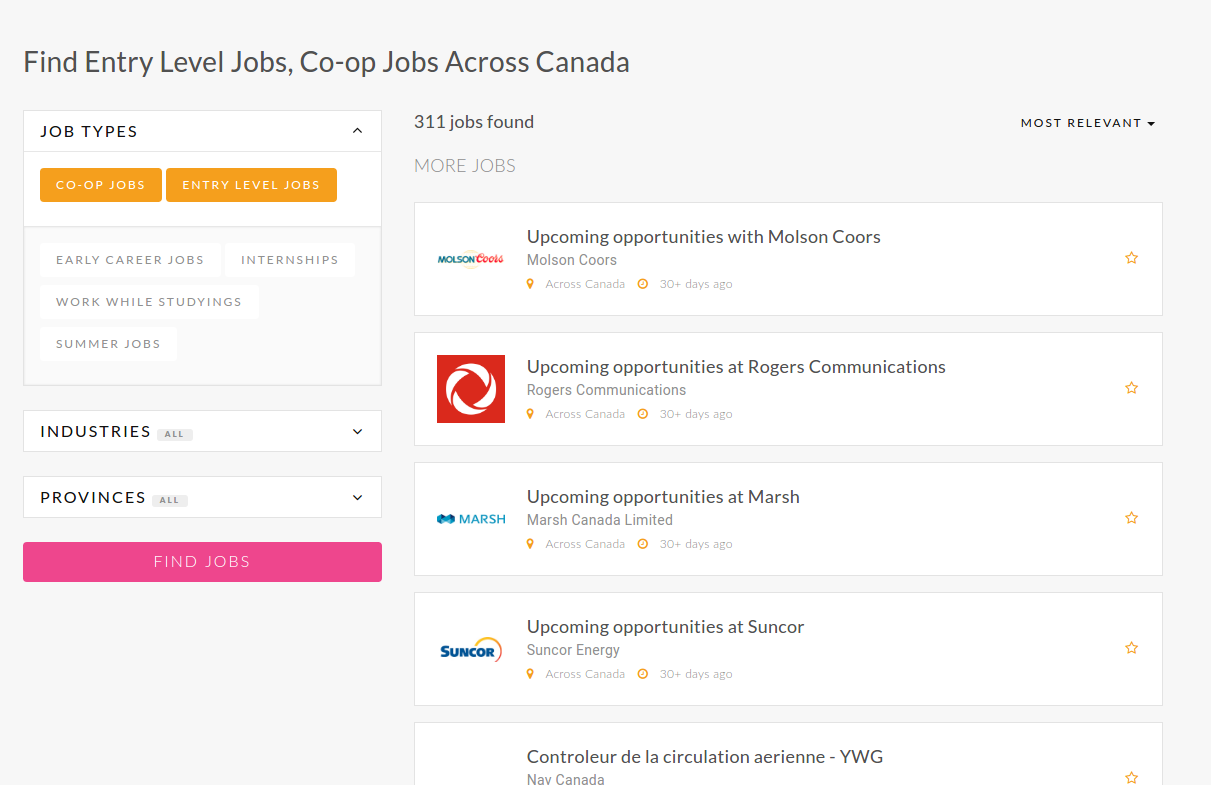 Find Entry Level Jobs, Co-op Jobs Across Canada
JOB TYPES
CO-OP JOBS ENTRY LEVEL JOBS
EARLY CAREER JOBS INTERNSHIPS
WORK WHILE STUDYINGS
SUMMER JOBS
INDUSTRIES ALL
PROVINCES ALL
FIND JOBS
311 jobs found
MOST RELEVANT
MORE JOBS
MOLSON Coors
Upcoming opportunities with Molson Coors
Molson Coors
Across Canada 30+ days ago
Upcoming opportunities at Rogers Communications
Rogers Communications
Across Canada 30+ days ago
MARSH
Upcoming opportunities at Marsh
Marsh Canada Limited
Across Canada 30+ days ago
SUNCOR
Upcoming opportunities at Suncor
Suncor Energy
Across Canada 30+ days ago
Controleur de la circulation aerienne - YWG
Nav Canada